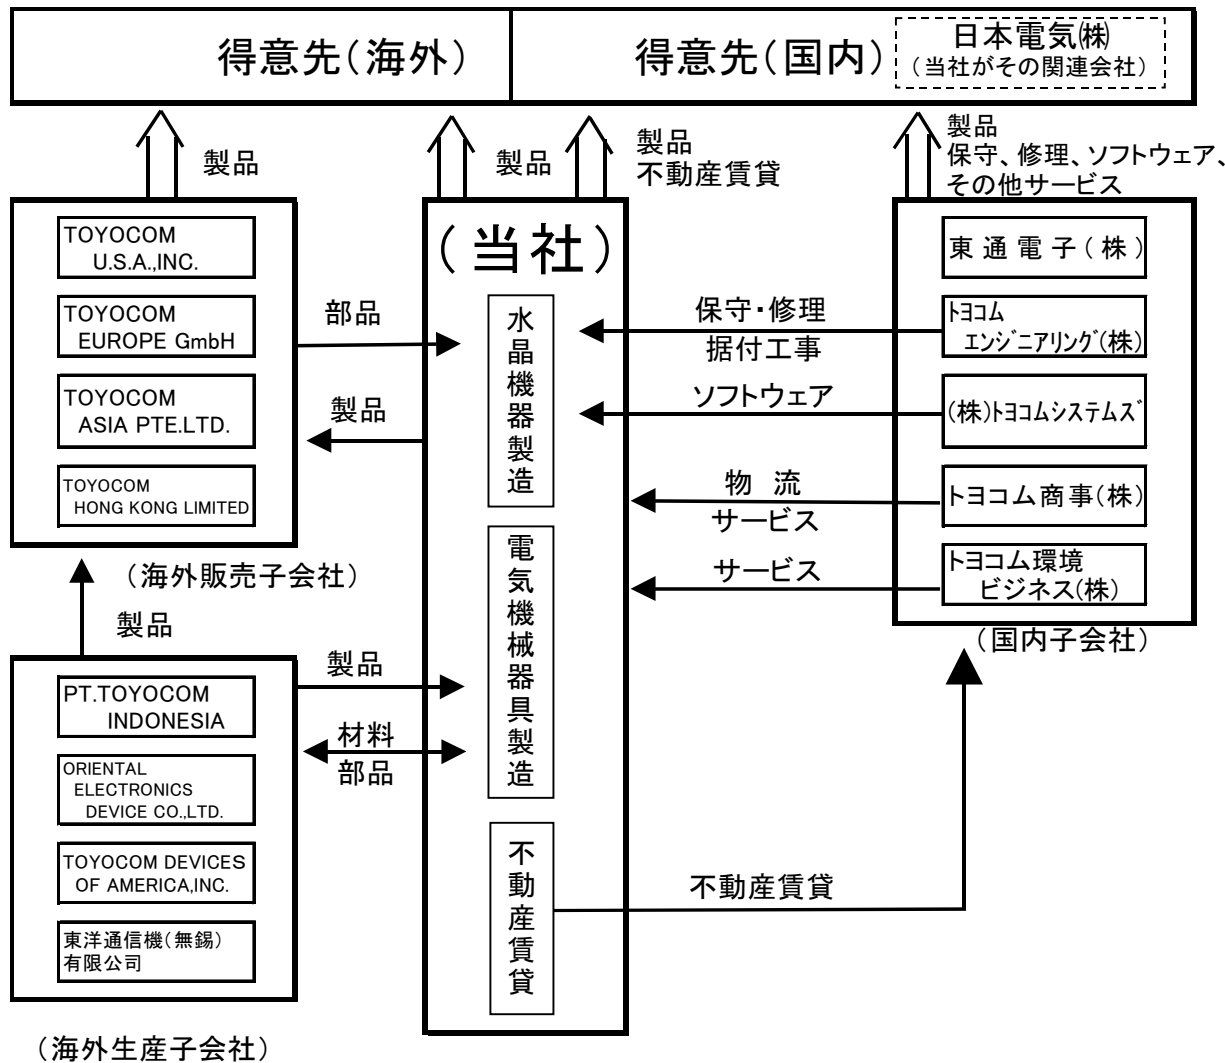 得意先(海外)
得意先(国内)
日本電気㈱
(当社がその関連会社)
製品
製品
製品
不動産賃貸
製品
保守、修理、ソフトウェア、
その他サービス
TOYOCOM
U.S.A.,INC.
TOYOCOM
EUROPE GmbH
TOYOCOM
ASIA PTE.LTD.
TOYOCOM
HONG KONG LIMITED
(海外販売子会社)
部品
製品
(当社)
水晶機器製造
電気機械器具製造
不動産賃貸
保守・修理
据付工事
ソフトウェア
物 流
サービス
サービス
東 通 電 子 ( 株 )
ﾄﾖｺﾑ
ｴﾝｼﾞﾆｱﾘﾝｸﾞ(株)
(株)ﾄﾖｺﾑｼｽﾃﾑｽﾞ
トヨコム商事(株)
トヨコム環境
ビジネス(株)
(国内子会社)
製品
PT.TOYOCOM
INDONESIA
ORIENTAL
ELECTRONICS
DEVICE CO.,LTD.
TOYOCOM DEVICES
OF AMERICA,INC.
東洋通信機(無錫)
有限公司
(海外生産子会社)
製品
材料
部品
不動産賃貸